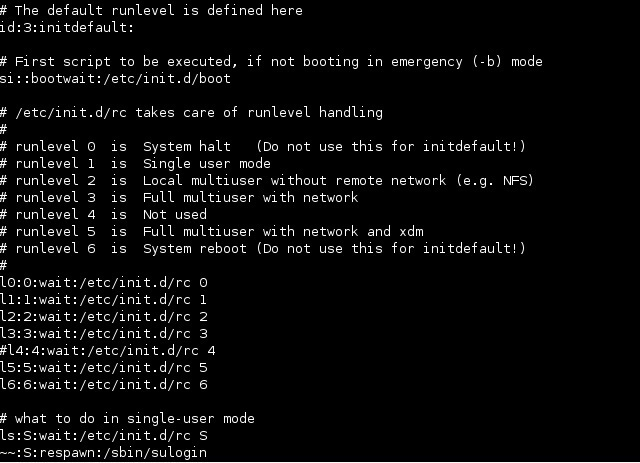 # The default runlevel is defined here
id:3:initdefault:
# First script to be executed, if not booting in emergency (-b) mode
si::bootwait:/etc/init.d/boot
# /etc/init.d/rc takes care of runlevel handling
#
# runlevel 0  is  System halt   (Do not use this for initdefault!)
# runlevel 1  is  Single user mode
# runlevel 2  is  Local multiuser without remote network (e.g. NFS)
# runlevel 3  is  Full multiuser with network
# runlevel 4  is  Not used
# runlevel 5  is  Full multiuser with network and xdm
# runlevel 6  is  System reboot (Do not use this for initdefault!)
#
l0:0:wait:/etc/init.d/rc 0
l1:1:wait:/etc/init.d/rc 1
l2:2:wait:/etc/init.d/rc 2
l3:3:wait:/etc/init.d/rc 3
#l4:4:wait:/etc/init.d/rc 4
l5:5:wait:/etc/init.d/rc 5
l6:6:wait:/etc/init.d/rc 6
# what to do in single-user mode
ls:S:wait:/etc/init.d/rc S
~~:S:respawn:/sbin/sulogin